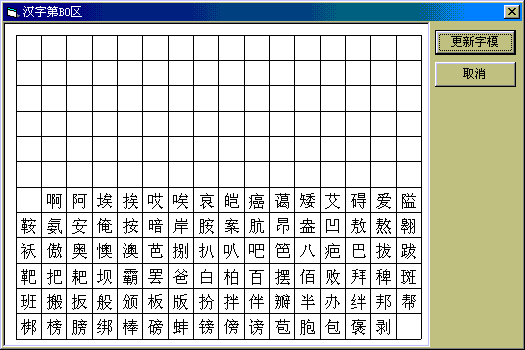 汉字第B0区
更新字模
取消
啊 阿 埃 挨 哎 唉 哀 皑 癌 蔼 矮 艾 碍 爱 隘
鞍 氨 安 俺 按 暗 岸 胺 案 肮 昂 盎 凹 敖 熬 翱
袄 傲 奥 懊 澳 芭 捌 扒 叭 吧 笆 八 疤 巴 拔 跋
靶 把 耙 坝 霸 罢 爸 白 柏 百 摆 佰 败 拜 稗 斑
班 搬 扳 般 颁 板 版 扮 拌 伴 瓣 半 办 绊 邦 帮
梆 榜 膀 绑 棒 磅 蚌 镑 傍 谤 苞 胞 包 褒 剥